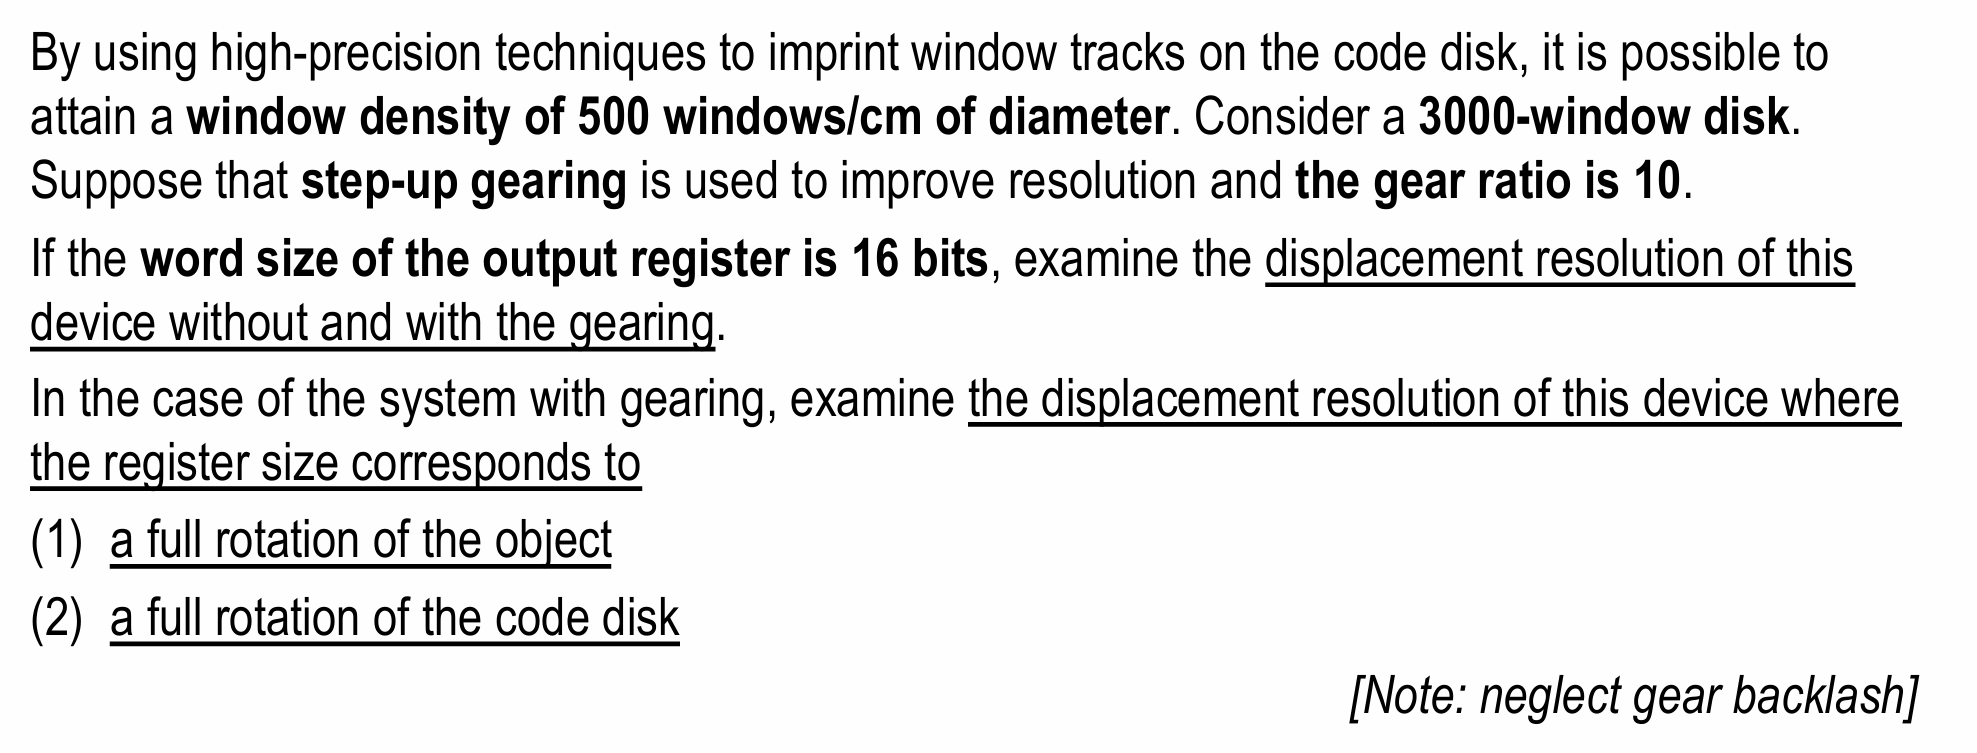 By using high-precision techniques to imprint window tracks on the code disk, it is possible to
attain a window density of 500 windows/cm of diameter. Consider a 3000-window disk.
Suppose that step-up gearing is used to improve resolution and the gear ratio is 10.
If the word size of the output register is 16 bits, examine the displacement resolution of this
device without and with the gearing.
In the case of the system with gearing, examine the displacement resolution of this device where
the register size corresponds to
(1) a full rotation of the object
(2) a full rotation of the code disk
[Note: neglect gear backlash]